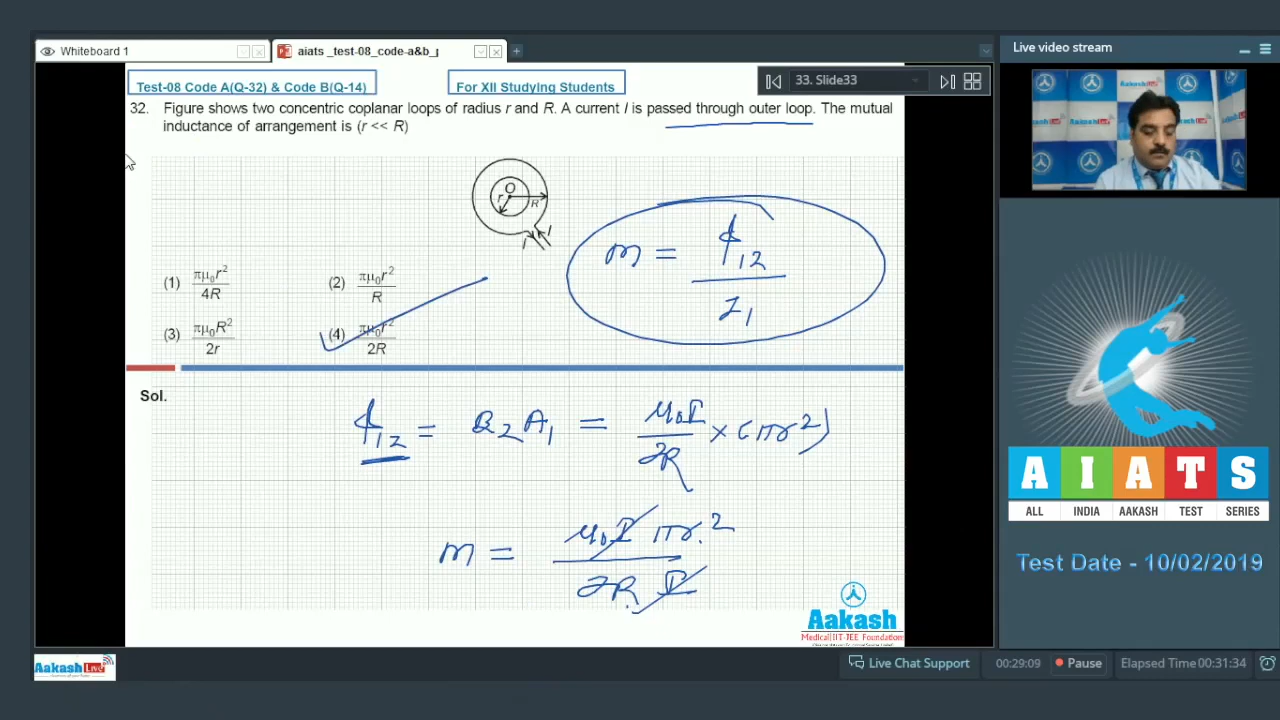 Whiteboard 1
aiats _test-08_code-a&b_
Live video stream
Test-08 Code A(Q-32) & Code B(Q-14)
For XII Studying Students
33. Slide33
32. Figure shows two concentric coplanar loops of radius r and R. A current I is passed through outer loop. The mutual
inductance of arrangement is (r << R)
O
r
R
I
I
(1) πμ₀r²/4R
(2) πμ₀r²/R
(3) πμ₀R²/2r
(4) πμ₀r²/2R
m = ϕ₁₂/I₁
Sol.
ϕ₁₂ = B₂A₁ = μ₀I/2R × (πr²)
m = μ₀I πr²/2R I
Aakash
Medical|IIT-JEE|Foundations
AakashLive
AIATS
ALL INDIA AAKASH TEST SERIES
Test Date - 10/02/2019
Live Chat Support
00:29:09
Pause
Elapsed Time 00:31:34